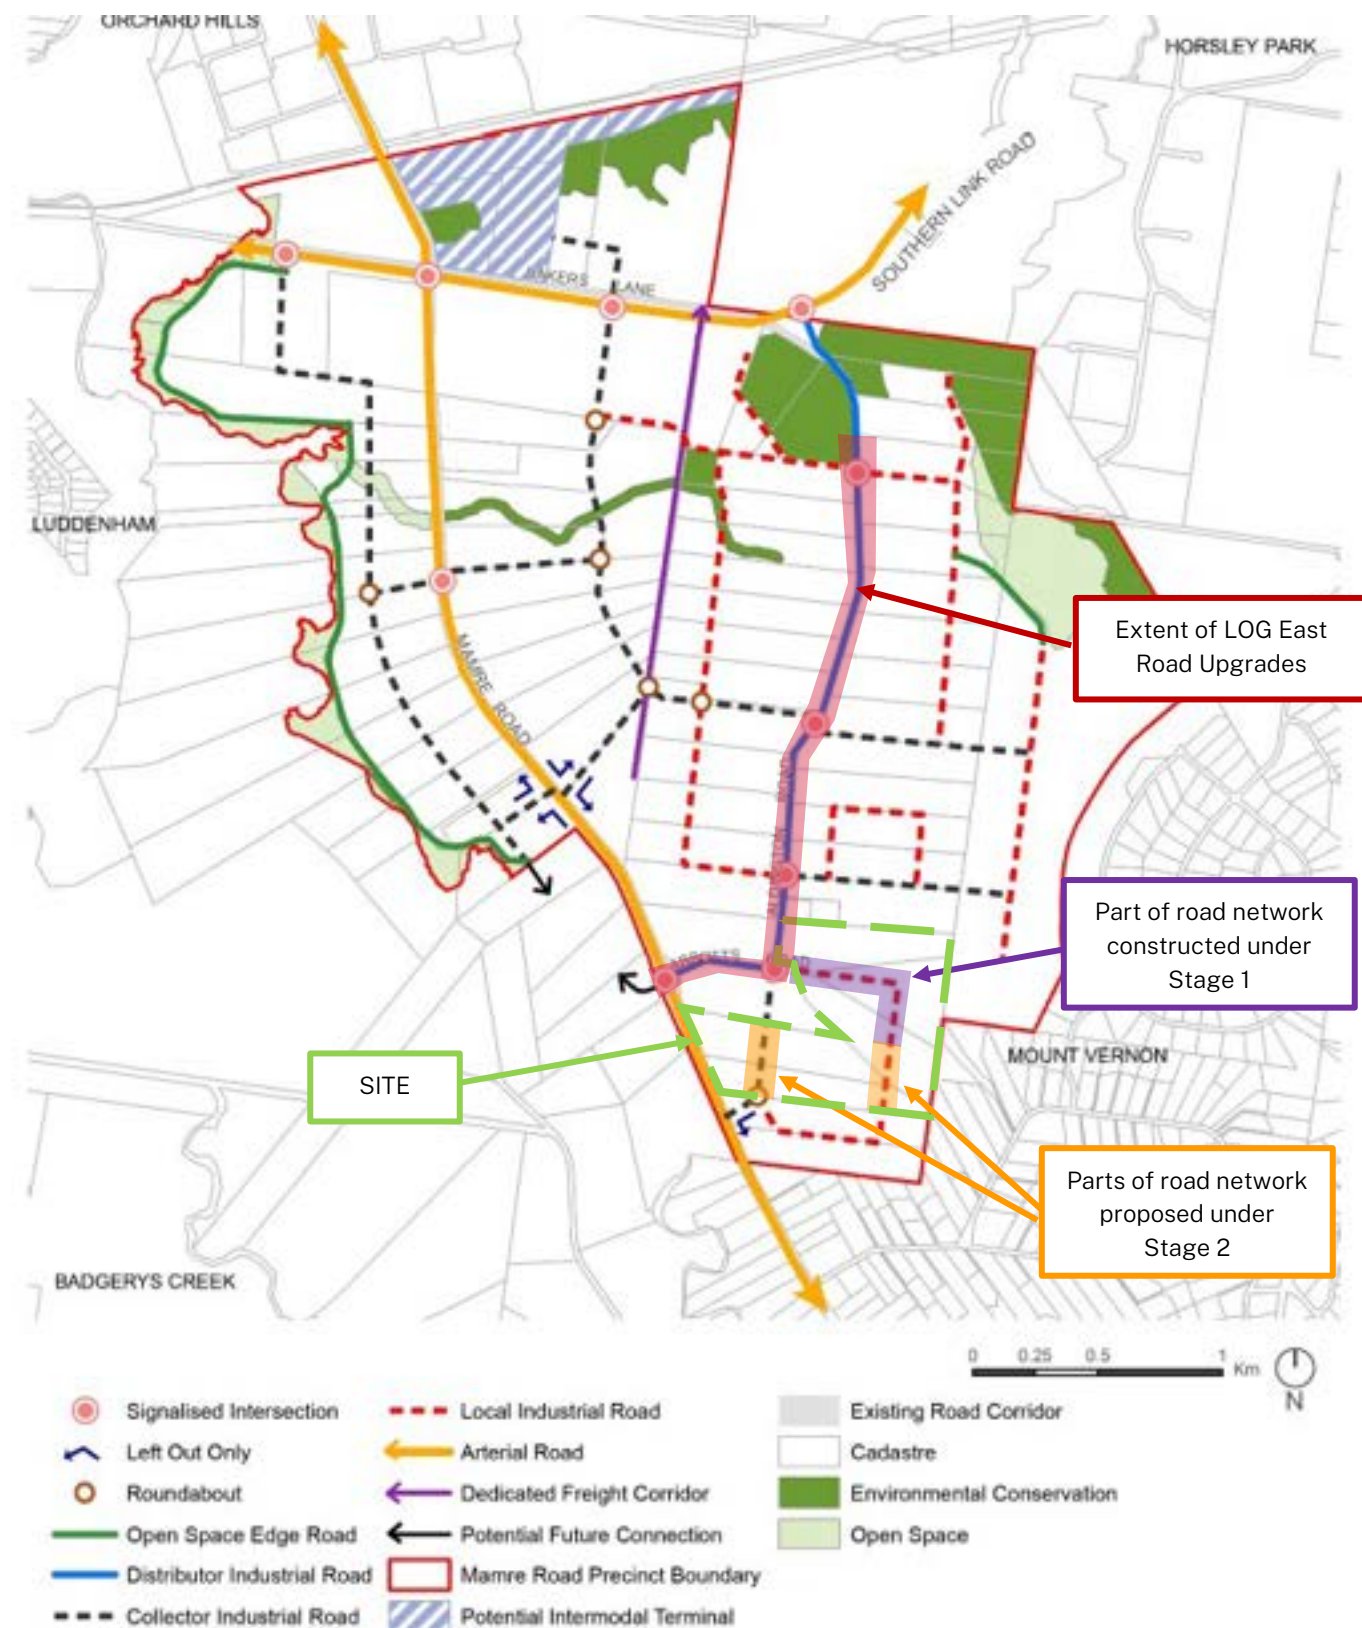 ORCHARD HILLS
HORSLEY PARK
SOUTHERN LINK ROAD
BAKERS LANE
LUDDENHAM
MAMRE ROAD
Extent of LOG East
Road Upgrades
ROAD
Part of road network
constructed under
Stage 1
ROAD
SITE
MOUNT VERNON
Parts of road network
proposed under
Stage 2
BADGERYS CREEK
0 0.25 0.5 1 Km
N
Signalised Intersection
Left Out Only
Roundabout
Open Space Edge Road
Distributor Industrial Road
Collector Industrial Road
Local Industrial Road
Arterial Road
Dedicated Freight Corridor
Potential Future Connection
Mamre Road Precinct Boundary
Potential Intermodal Terminal
Existing Road Corridor
Cadastre
Environmental Conservation
Open Space